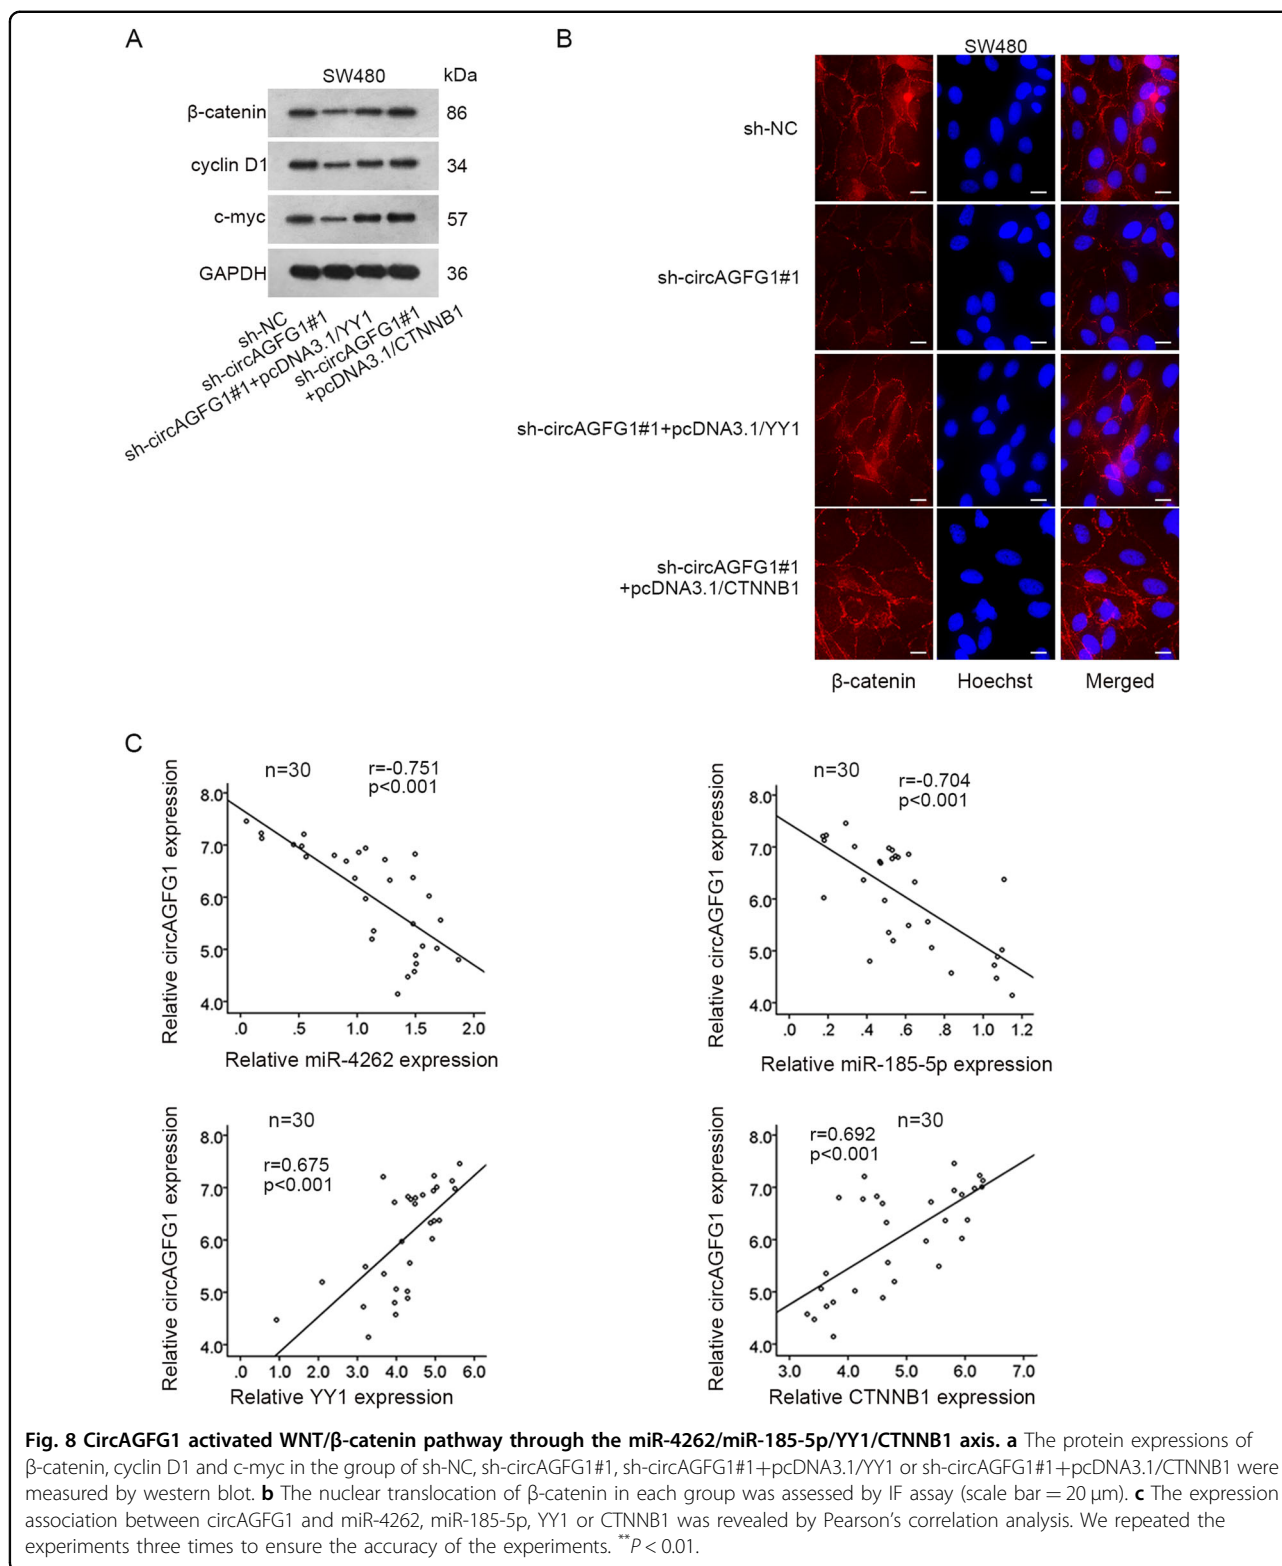 A
SW480
kDa
β-catenin
86
cyclin D1
34
c-myc
57
GAPDH
36
sh-NC
sh-circAGFG1#1
sh-circAGFG1#1+pcDNA3.1/YY1
sh-circAGFG1#1
+pcDNA3.1/CTNNB1
B
SW480
sh-NC
sh-circAGFG1#1
sh-circAGFG1#1+pcDNA3.1/YY1
sh-circAGFG1#1
+pcDNA3.1/CTNNB1
β-catenin Hoechst Merged
C
Relative circAGFG1 expression
n=30
r=-0.751
p<0.001
8.0
7.0
6.0
5.0
4.0
.0 .5 1.0 1.5 2.0
Relative miR-4262 expression
Relative circAGFG1 expression
n=30
r=-0.704
p<0.001
8.0
7.0
6.0
5.0
4.0
.0 .2 .4 .6 .8 1.0 1.2
Relative miR-185-5p expression
Relative circAGFG1 expression
n=30
r=0.675
p<0.001
8.0
7.0
6.0
5.0
4.0
.0 1.0 2.0 3.0 4.0 5.0 6.0
Relative YY1 expression
Relative circAGFG1 expression
n=30
r=0.692
p<0.001
8.0
7.0
6.0
5.0
4.0
3.0 4.0 5.0 6.0 7.0
Relative CTNNB1 expression
Fig. 8 CircAGFG1 activated WNT/β-catenin pathway through the miR-4262/miR-185-5p/YY1/CTNNB1 axis. a The protein expressions of
β-catenin, cyclin D1 and c-myc in the group of sh-NC, sh-circAGFG1#1, sh-circAGFG1#1+pcDNA3.1/YY1 or sh-circAGFG1#1+pcDNA3.1/CTNNB1 were
measured by western blot. b The nuclear translocation of β-catenin in each group was assessed by IF assay (scale bar = 20 μm). c The expression
association between circAGFG1 and miR-4262, miR-185-5p, YY1 or CTNNB1 was revealed by Pearson's correlation analysis. We repeated the
experiments three times to ensure the accuracy of the experiments. **P < 0.01.